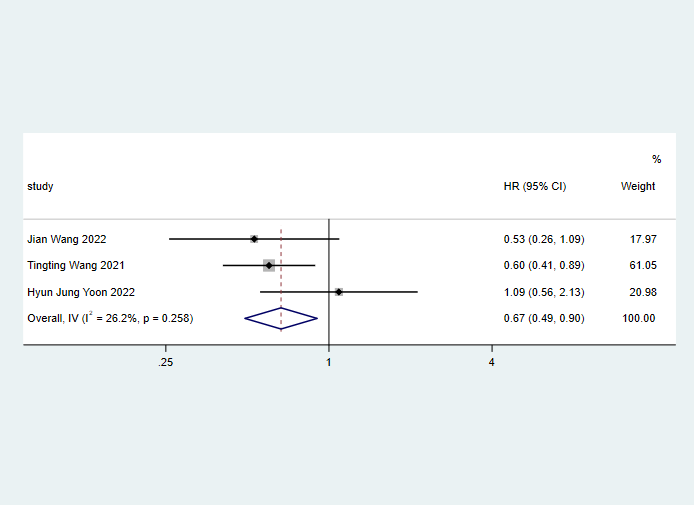 %
study HR (95% CI) Weight
Jian Wang 2022 0.53 (0.26, 1.09) 17.97
Tingting Wang 2021 0.60 (0.41, 0.89) 61.05
Hyun Jung Yoon 2022 1.09 (0.56, 2.13) 20.98
Overall, IV (I² = 26.2%, p = 0.258) 0.67 (0.49, 0.90) 100.00
.25 1 4